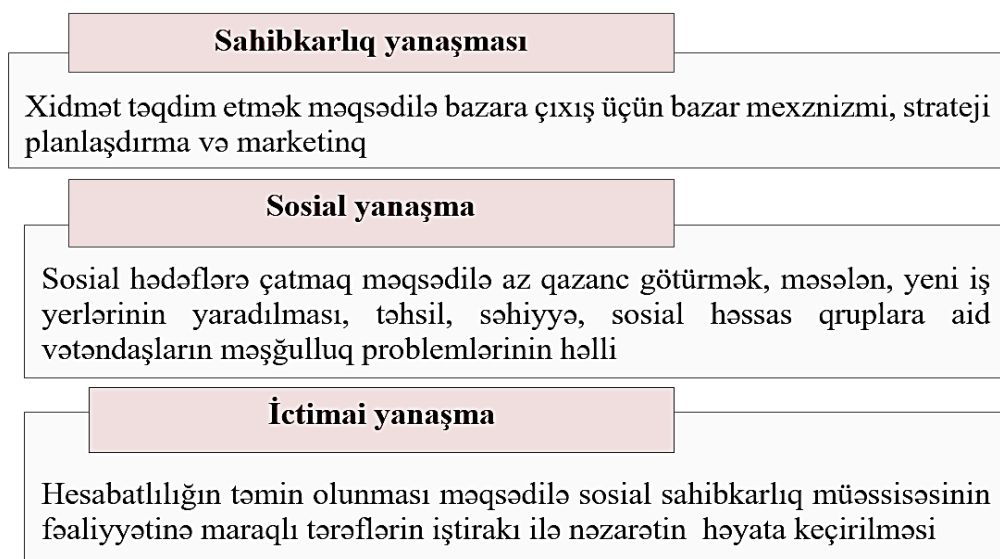 Sahibkarlıq yanaşması
Xidmət təqdim etmək məqsədilə bazara çıxış üçün bazar mexznizmi, strateji
planlaşdırma və marketinq
Sosial yanaşma
Sosial hədəflərə çatmaq məqsədilə az qazanc götürmək, məsələn, yeni iş
yerlərinin yaradılması, təhsil, səhiyyə, sosial həssas qruplara aid
vətəndaşların məşğulluq problemlərinin həlli
İctimai yanaşma
Hesabatlılığın təmin olunması məqsədilə sosial sahibkarlıq müəssisəsinin
fəaliyyətinə maraqlı tərəflərin iştirakı ilə nəzarətin həyata keçirilməsi